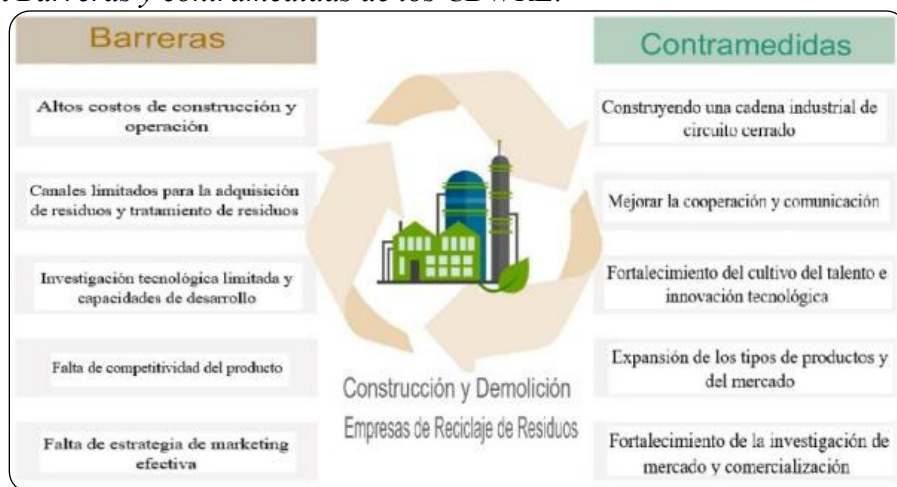 . Barreras y contramedidas de los CDWRE.
Barreras
Altos costos de construcción y
operación
Canales limitados para la adquisición
de residuos y tratamiento de residuos
Investigación tecnológica limitada y
capacidades de desarrollo
Falta de competitividad del producto
Falta de estrategia de marketing
efectiva
Construcción y Demolición
Empresas de Reciclaje de Residuos
Contramedidas
Construyendo una cadena industrial de
circuito cerrado
Mejorar la cooperación y comunicación
Fortalecimiento del cultivo del talento e
innovación tecnológica
Expansión de los tipos de productos y
del mercado
Fortalecimiento de la investigación de
mercado y comercialización